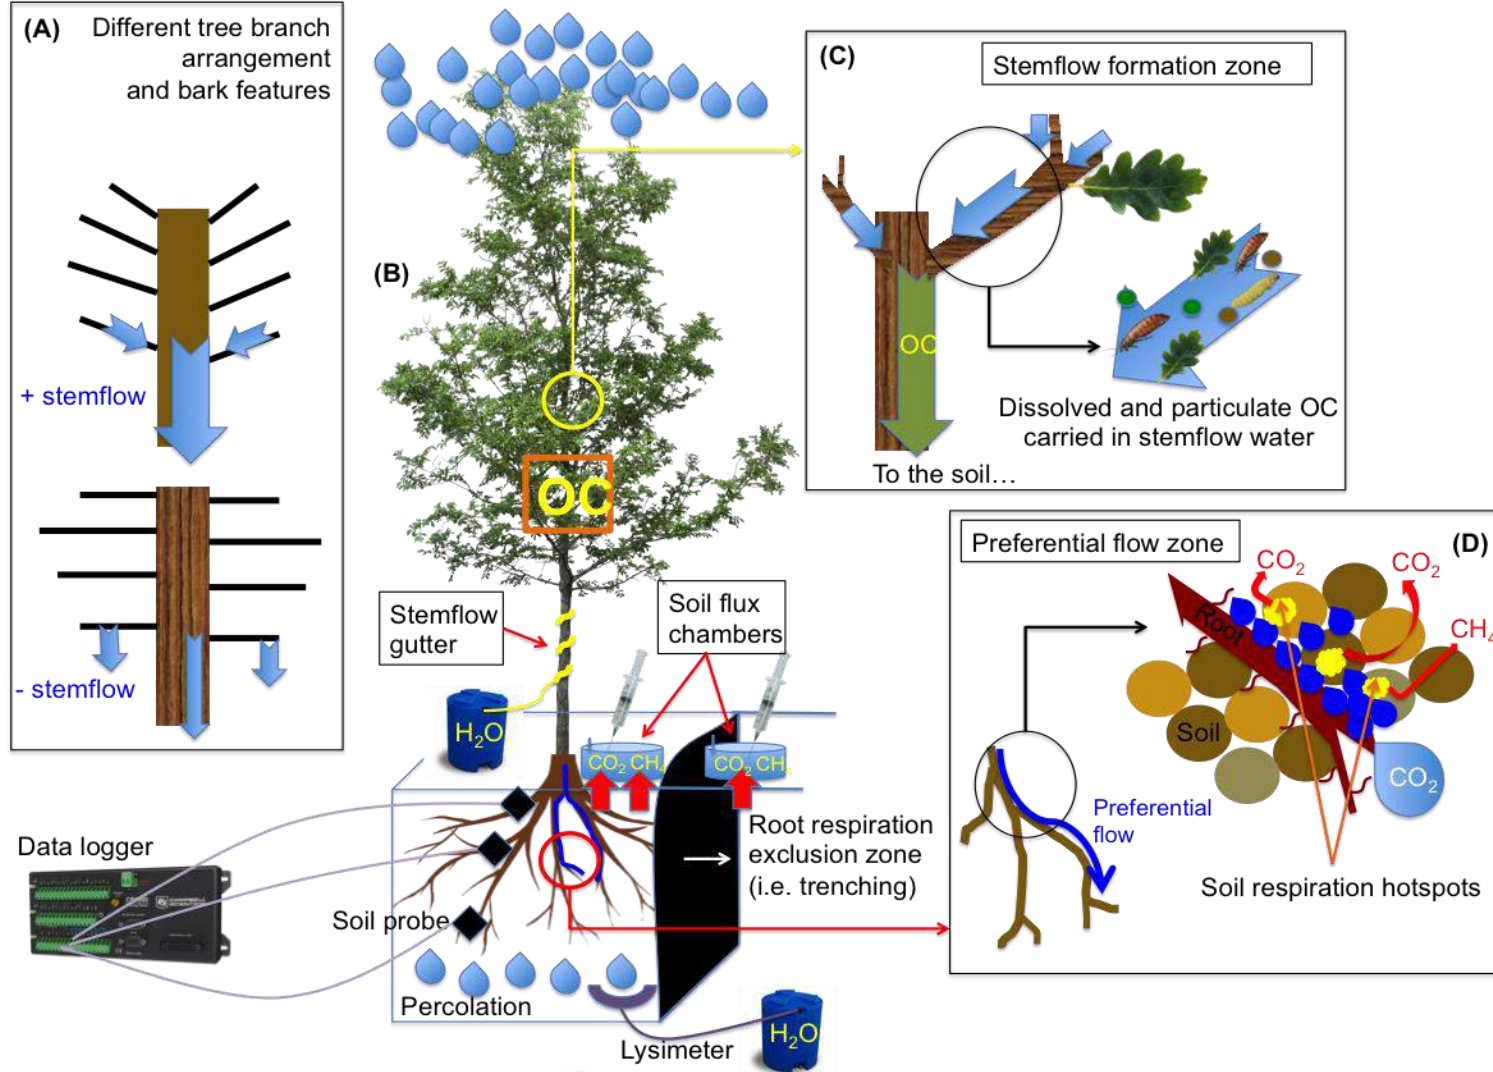 (A) Different tree branch
arrangement
and bark features
+ stemflow
- stemflow
(B)
OC
Stemflow
gutter
Soil flux
chambers
H₂O
CO₂ CH₄
CO₂ CH₄
Data logger
Soil probe
Root respiration
exclusion zone
(i.e. trenching)
Percolation
Lysimeter
H₂O
(C)
Stemflow formation zone
OC
Dissolved and particulate OC
carried in stemflow water
To the soil...
Preferential flow zone
(D)
CO₂
CO₂
CH₄
Root
Soil
CO₂
Preferential
flow
Soil respiration hotspots